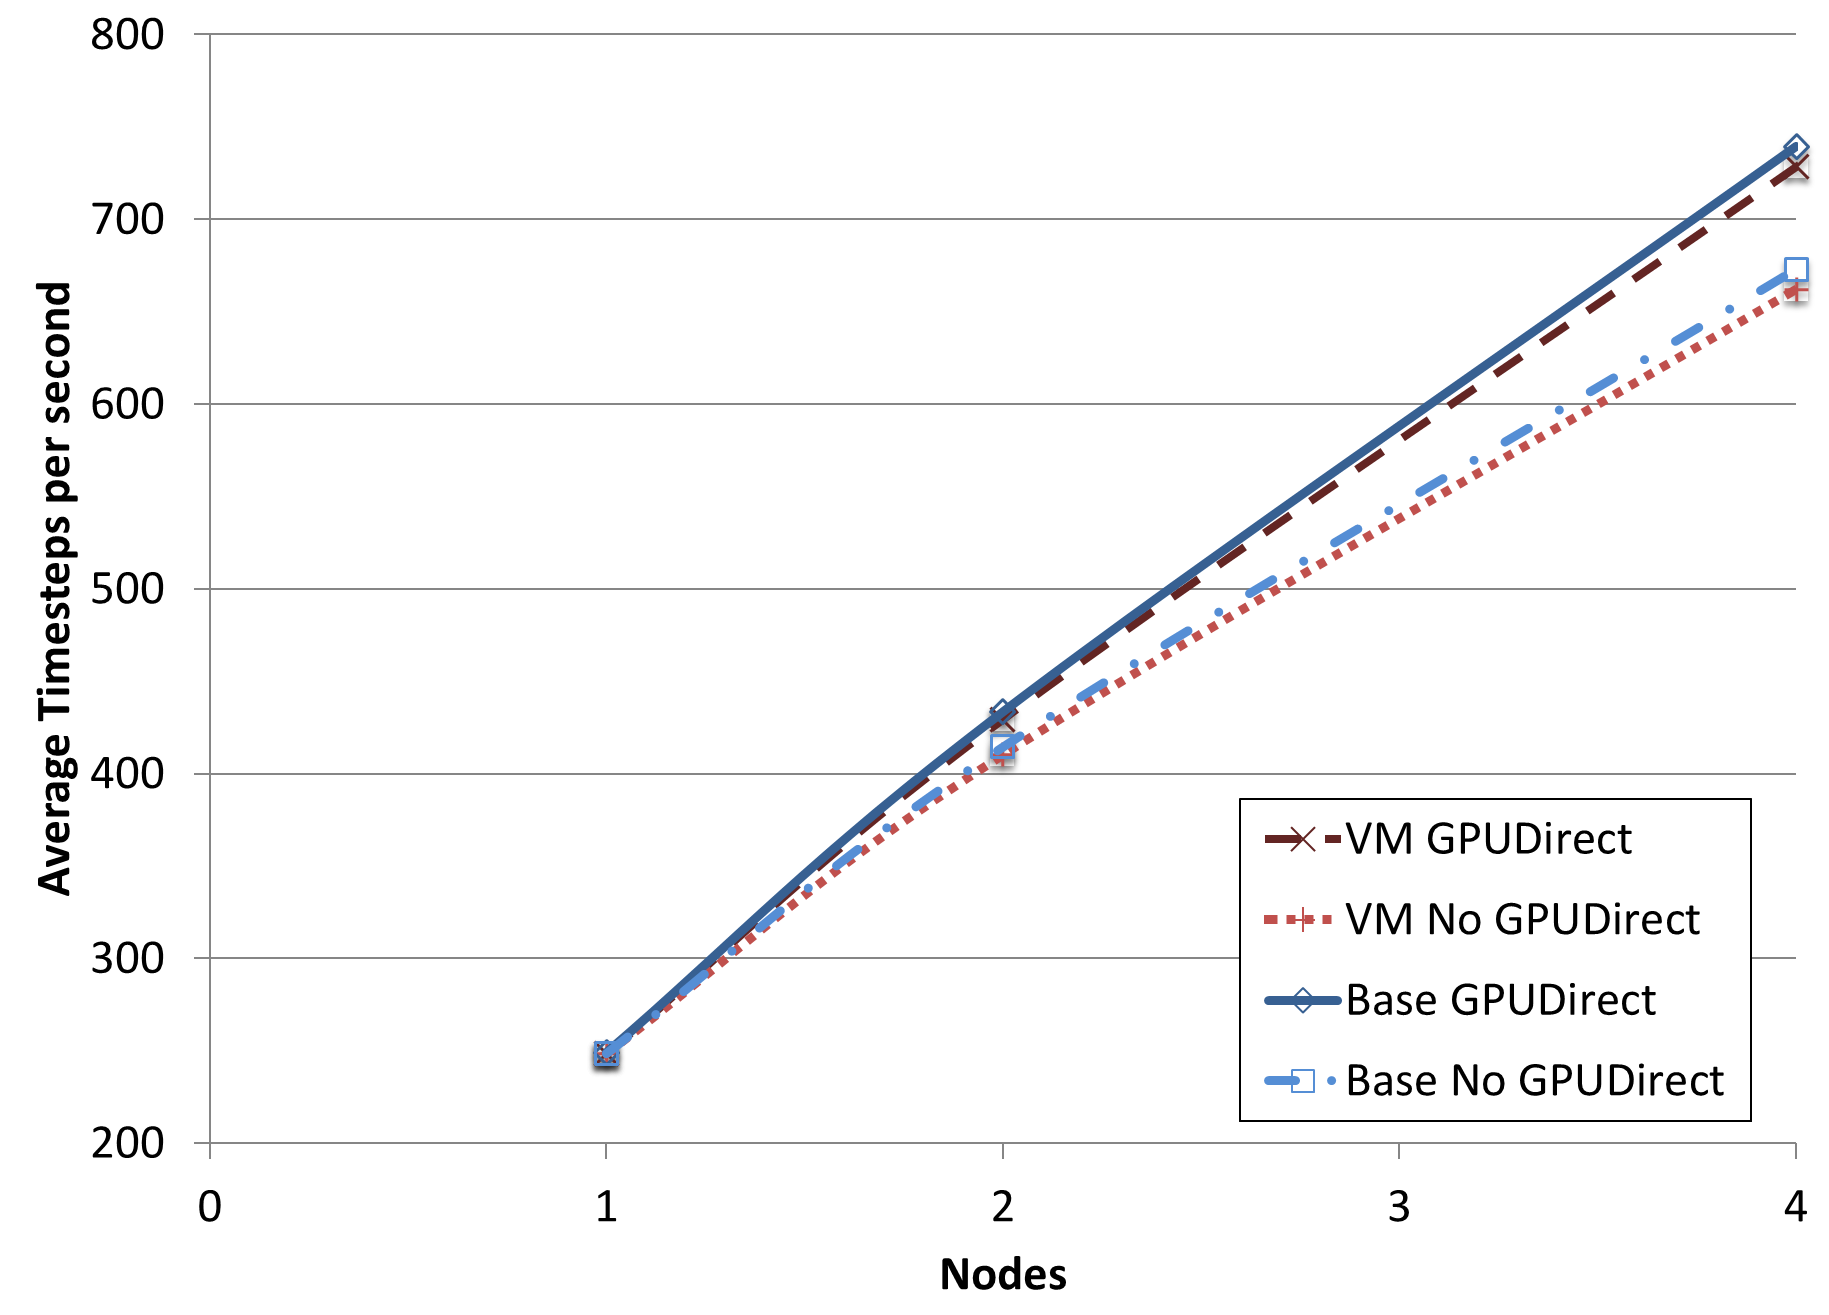 800
700
600
500
400
300
200
Average Timesteps per second
0 1 2 3 4
Nodes
VM GPUDirect
VM No GPUDirect
Base GPUDirect
Base No GPUDirect